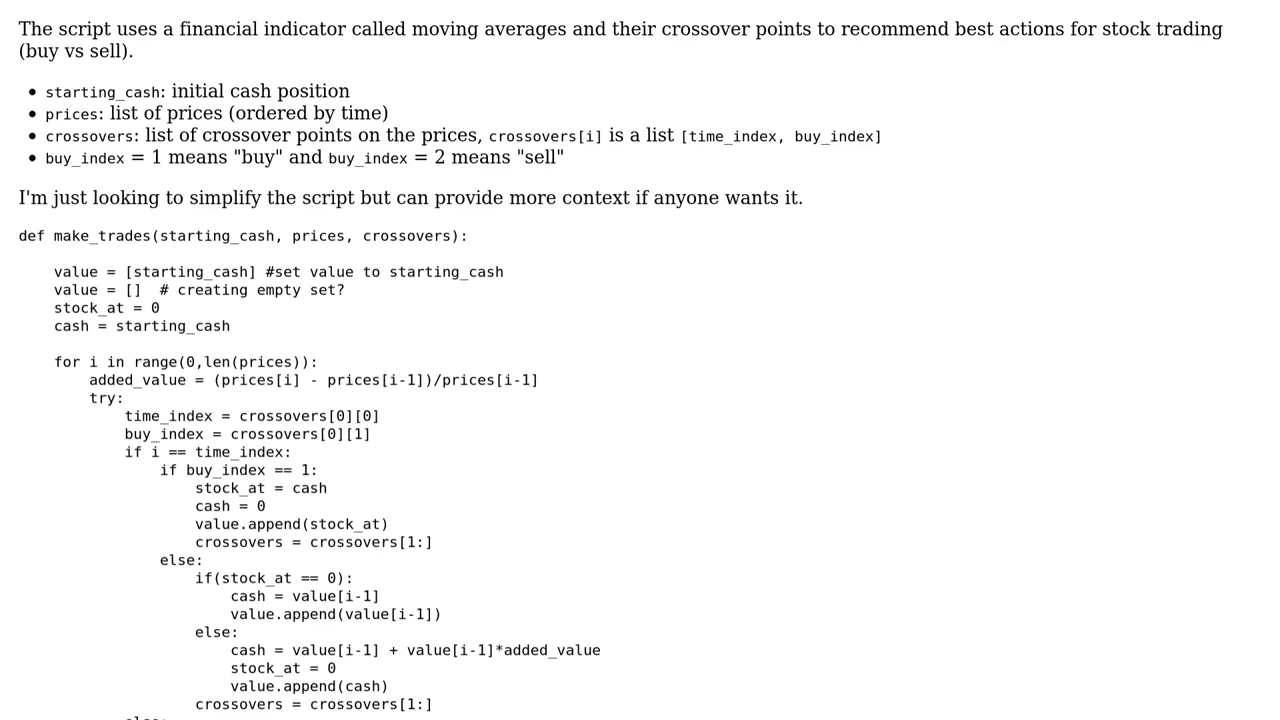 The script uses a financial indicator called moving averages and their crossover points to recommend best actions for stock trading
(buy vs sell).
• starting_cash: initial cash position
• prices: list of prices (ordered by time)
• crossovers: list of crossover points on the prices, crossovers[i] is a list [time_index, buy_index]
• buy_index = 1 means "buy" and buy_index = 2 means "sell"
I'm just looking to simplify the script but can provide more context if anyone wants it.
def make_trades(starting_cash, prices, crossovers):
    value = [starting_cash] #set value to starting_cash
    value = []  # creating empty set?
    stock_at = 0
    cash = starting_cash
    for i in range(0,len(prices)):
        added_value = (prices[i] - prices[i-1])/prices[i-1]
        try:
            time_index = crossovers[0][0]
            buy_index = crossovers[0][1]
            if i == time_index:
                if buy_index == 1:
                    stock_at = cash
                    cash = 0
                    value.append(stock_at)
                    crossovers = crossovers[1:]
                else:
                    if(stock_at == 0):
                        cash = value[i-1]
                        value.append(value[i-1])
                    else:
                        cash = value[i-1] + value[i-1]*added_value
                        stock_at = 0
                        value.append(cash)
                    crossovers = crossovers[1:]